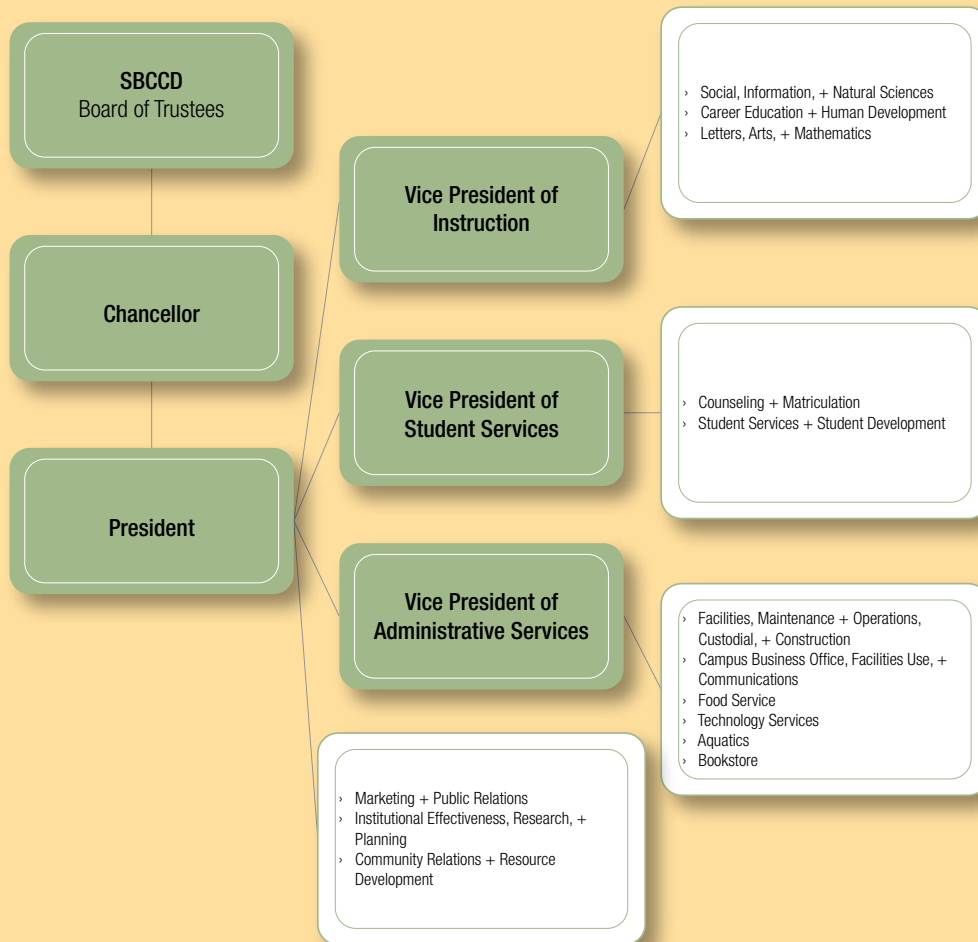 SBCCD
Board of Trustees
Chancellor
President
Vice President of
Instruction
› Social, Information, + Natural Sciences
› Career Education + Human Development
› Letters, Arts, + Mathematics
Vice President of
Student Services
› Counseling + Matriculation
› Student Services + Student Development
Vice President of
Administrative Services
› Facilities, Maintenance + Operations,
Custodial, + Construction
› Campus Business Office, Facilities Use, +
Communications
› Food Service
› Technology Services
› Aquatics
› Bookstore
› Marketing + Public Relations
› Institutional Effectiveness, Research, +
Planning
› Community Relations + Resource
Development